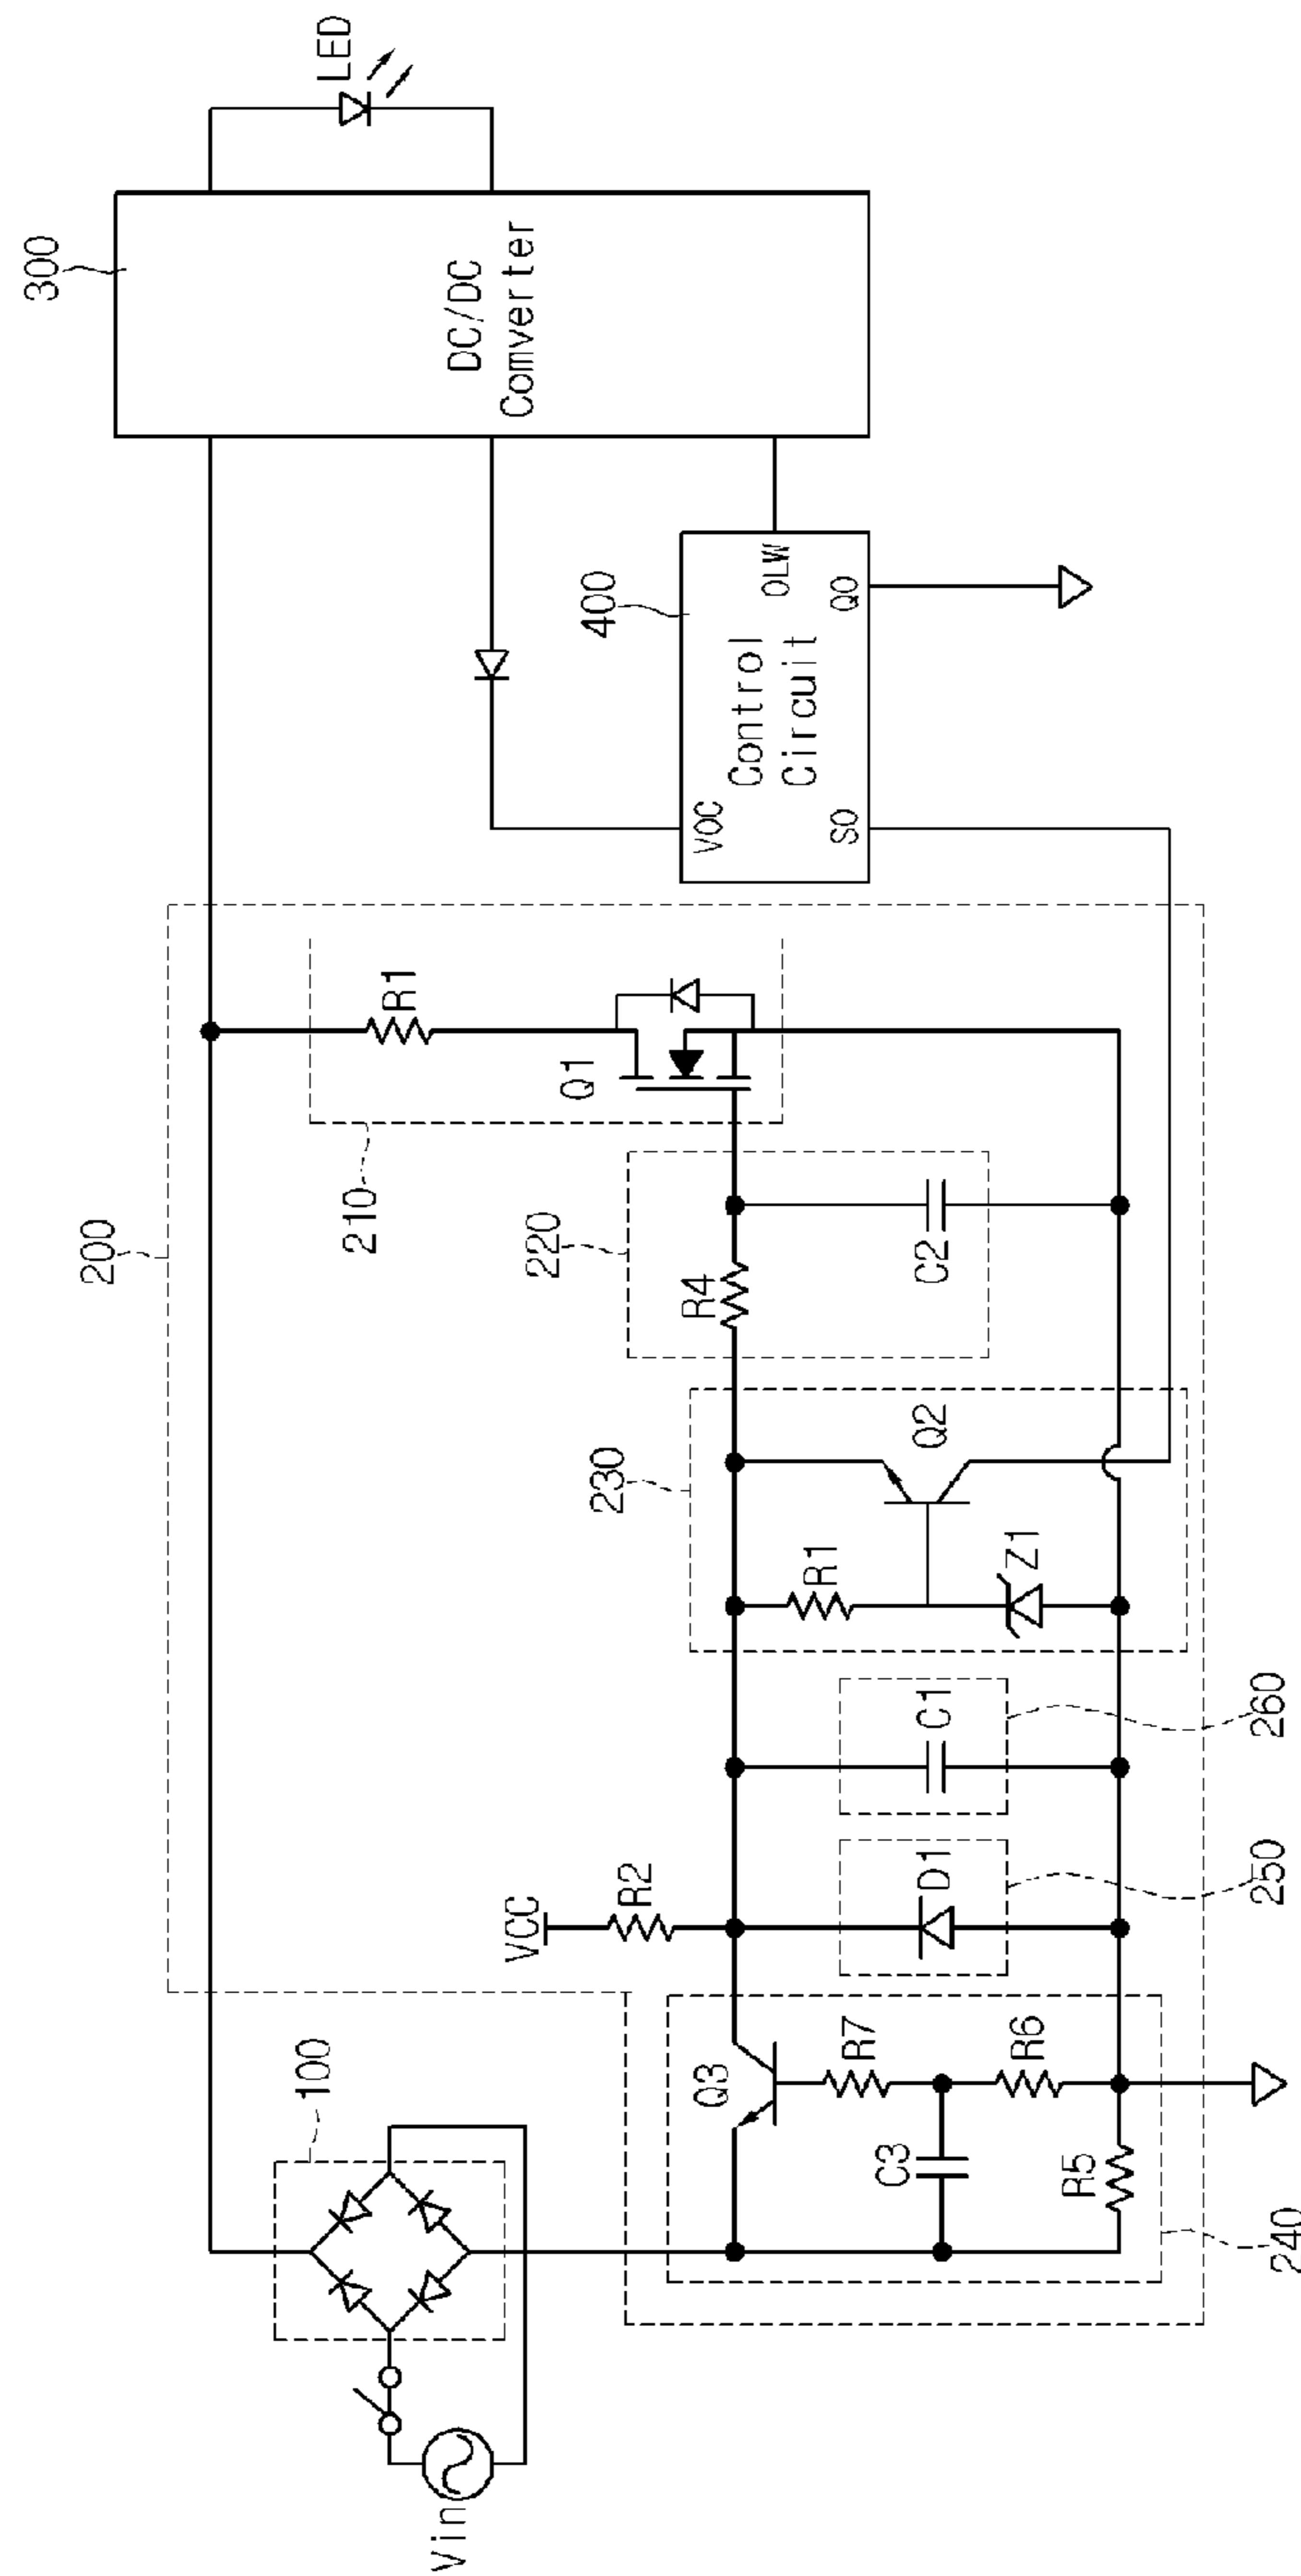 Vin
100
200
VCC
R2
Q3
R7
C3
R6
R5
240
D1
250
C1
260
230
R1
Z1
Q2
220
R4
C2
210
R1
Q1
400
VOC
OLW
Control
Circuit
SO
QO
300
DC/DC
Comverter
LED